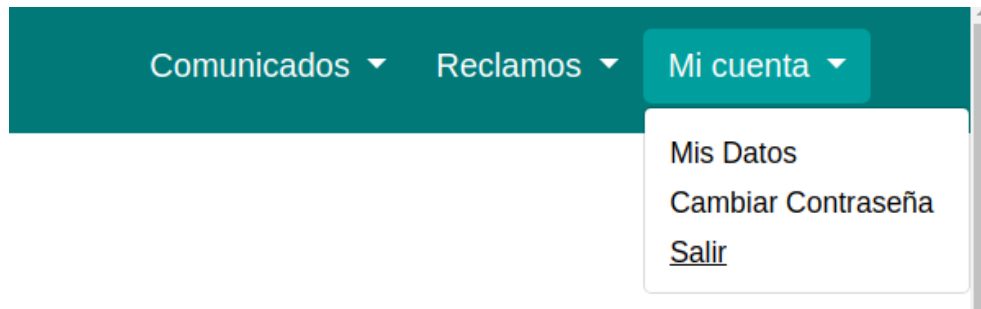 Comunicados Reclamos Mi cuenta
Mis Datos
Cambiar Contraseña
Salir